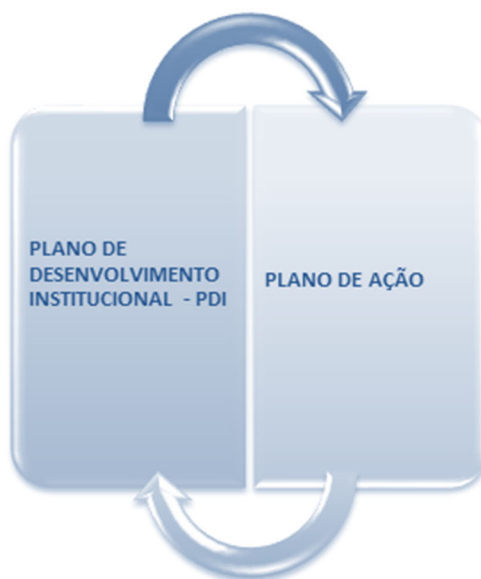 PLANO DE
DESENVOLVIMENTO
INSTITUCIONAL - PDI
PLANO DE AÇÃO